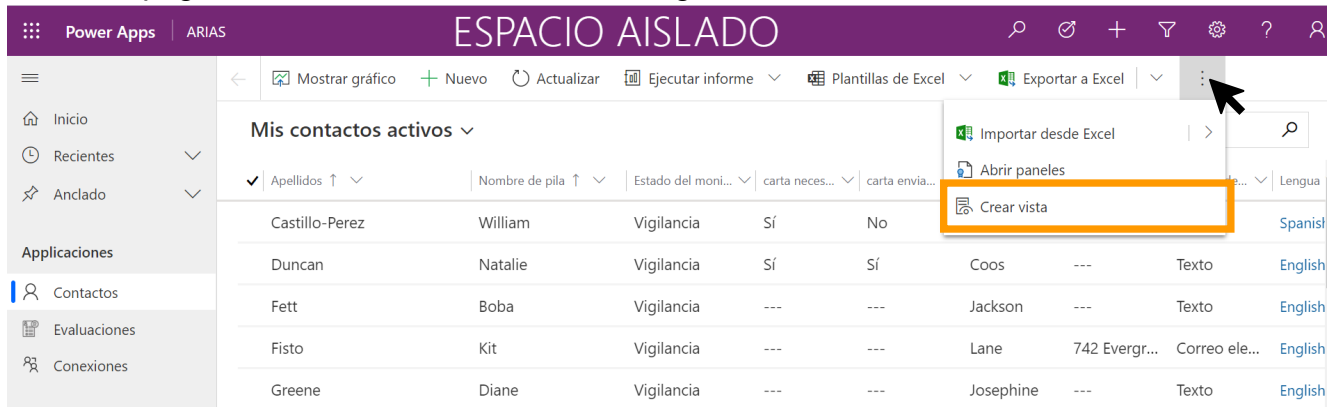 Power Apps ARIAS ESPACIO AISLADO
Mostrar gráfico Nuevo Actualizar Ejecutar informe Plantillas de Excel Exportar a Excel
Inicio
Mis contactos activos
Importar desde Excel
Recientes
Abrir paneles
Anclado
Apellidos Nombre de pila Estado del moni... carta neces... carta envia... Lengua
Crear vista
Castillo-Perez William Vigilancia Sí No Spanish
Aplicaciones
Duncan Natalie Vigilancia Sí Sí Coos --- Texto English
Contactos
Fett Boba Vigilancia --- --- Jackson --- Texto English
Evaluaciones
Fisto Kit Vigilancia --- --- Lane 742 Evergr... Correo ele... English
Conexiones
Greene Diane Vigilancia --- --- Josephine --- Texto English